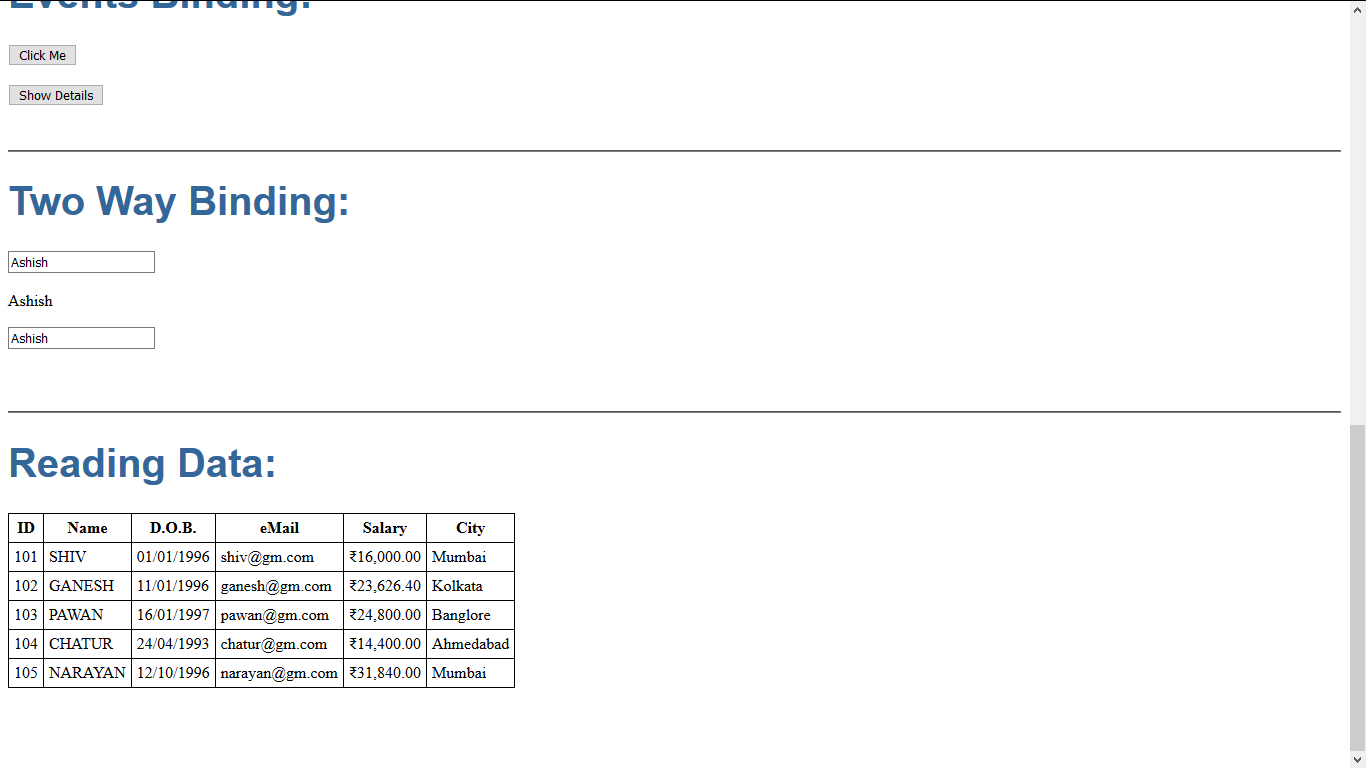 Events Binding:
Click Me
Show Details
Two Way Binding:
Ashish
Ashish
Ashish
Reading Data:
ID Name D.O.B. eMail Salary City
101 SHIV 01/01/1996 shiv@gm.com ₹16,000.00 Mumbai
102 GANESH 11/01/1996 ganesh@gm.com ₹23,626.40 Kolkata
103 PAWAN 16/01/1997 pawan@gm.com ₹24,800.00 Banglore
104 CHATUR 24/04/1993 chatur@gm.com ₹14,400.00 Ahmedabad
105 NARAYAN 12/10/1996 narayan@gm.com ₹31,840.00 Mumbai